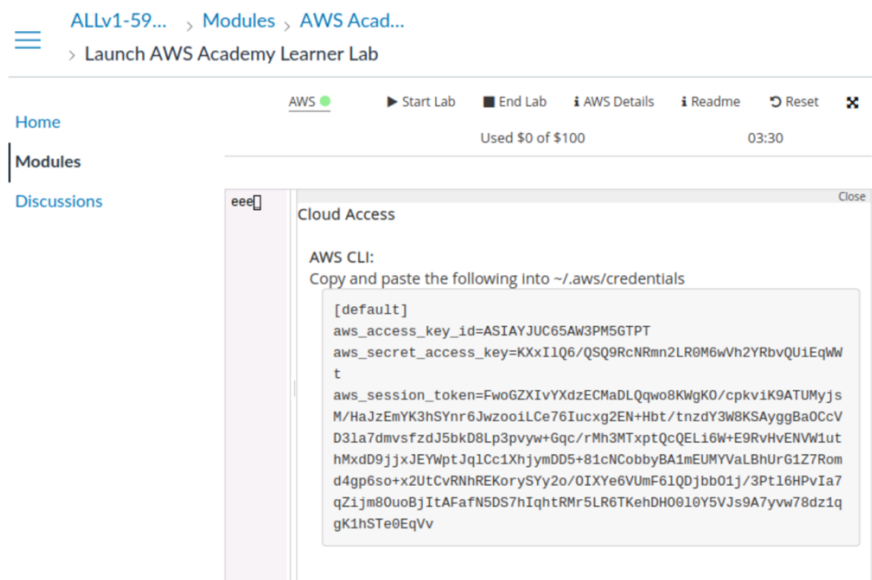 ALLv1-59... > Modules > AWS Acad...
> Launch AWS Academy Learner Lab
Home
Modules
Discussions
AWS Start Lab End Lab AWS Details Readme Reset
Used $0 of $100 03:30
eee
Close
Cloud Access
AWS CLI:
Copy and paste the following into ~/.aws/credentials
[default]
aws_access_key_id=ASIAYJUC65AW3PM5GTPT
aws_secret_access_key=KXxIlQ6/QSQ9RcNRmn2LR0M6wVh2YRbvQUiEqWW
t
aws_session_token=FwoGZXIvYXdzECMaDLQqwo8KWgKO/cpkviK9ATUMyjs
M/HaJzEmYK3hSYnr6JwzooiLCe76Iucxg2EN+Hbt/tnzdY3W8KSAyggBaOCcV
D3la7dmvsfzdJ5bkD8Lp3pvyw+Gqc/rMh3MTxptQcQELi6W+E9RvHvENVW1ut
hMxdD9jjxJEYWptJqlCc1XhjymDD5+81cNCobbyBA1mEUMYVaLBhUrG1Z7Rom
d4gp6so+x2UtCvRNhREKorySYy2o/OIXYe6VUmF6lQDjbbO1j/3Ptl6HPvIa7
qZijm8OuoBjItAFafN5DS7hIqhtRMr5LR6TKehDHO0l0Y5VJs9A7yvw78dz1q
gK1hSTe0EqVv